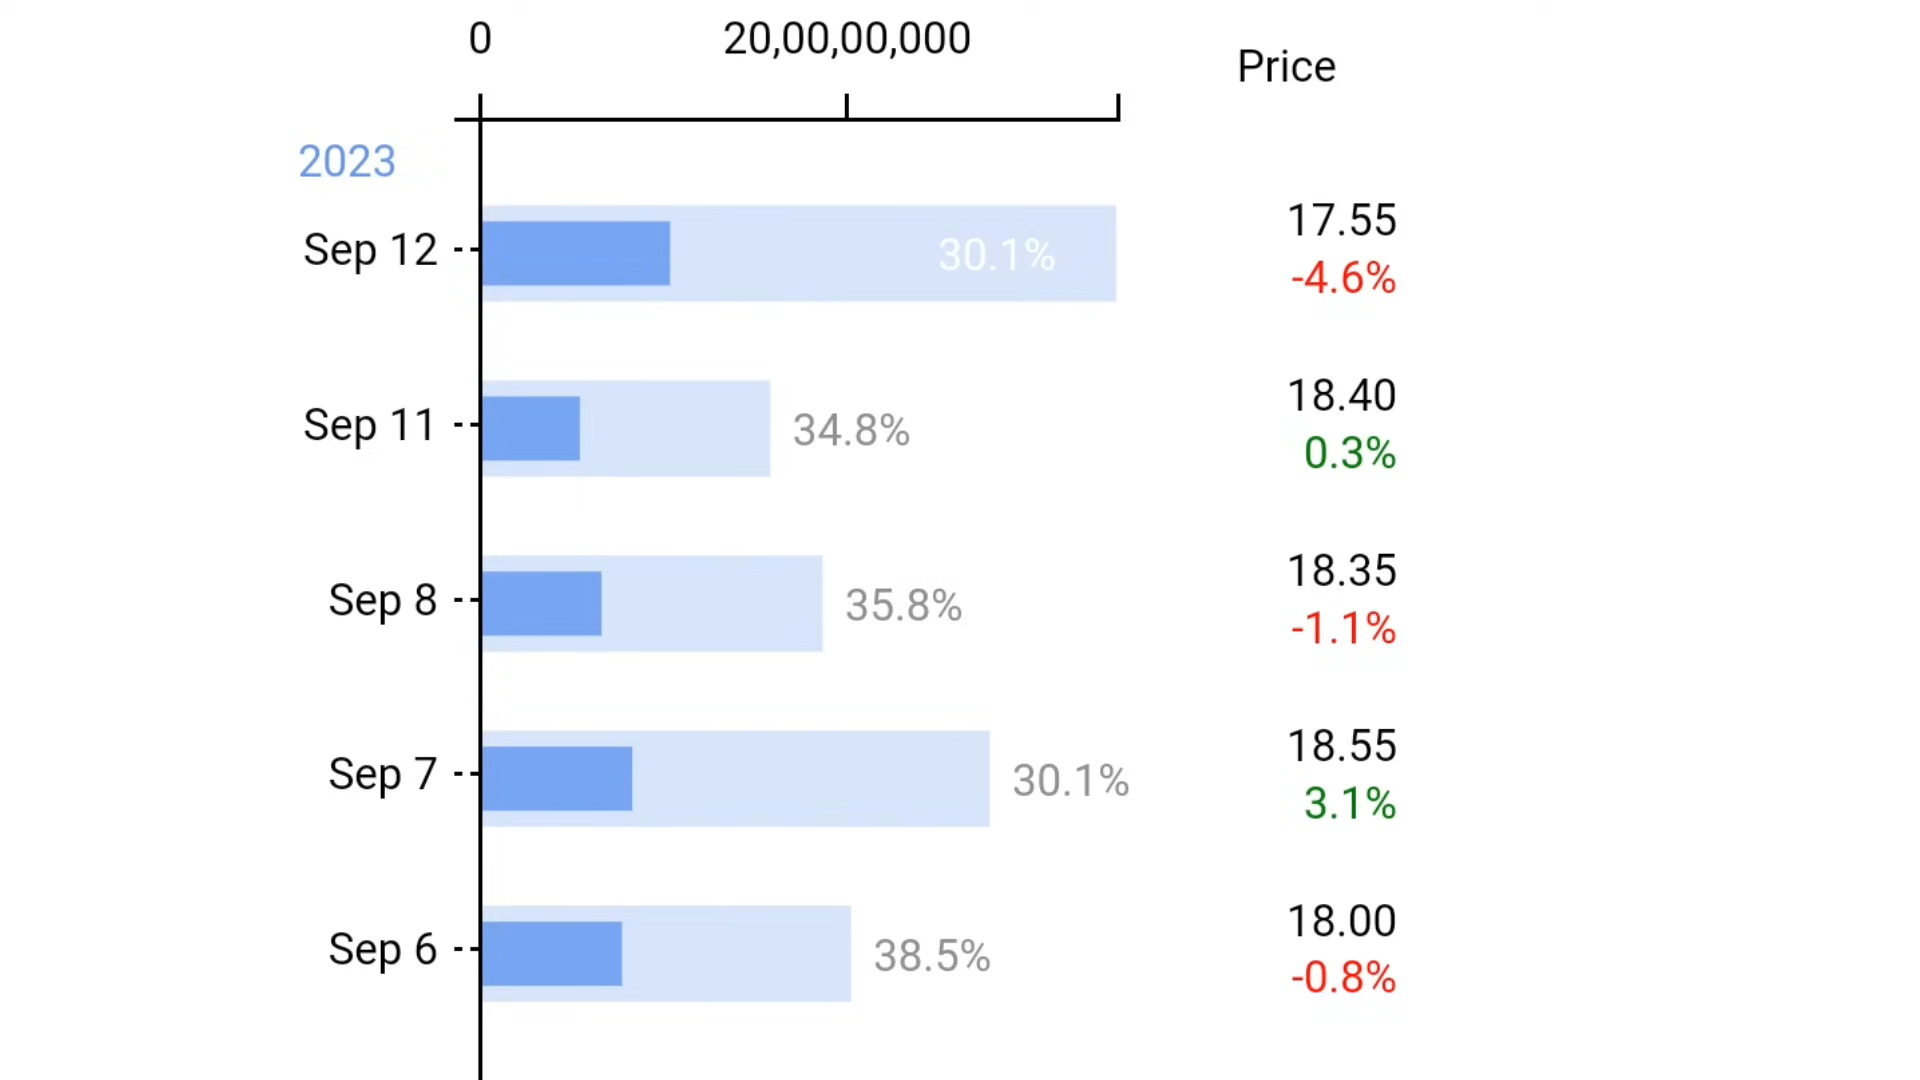 0 20,00,00,000
Price
2023
Sep 12 30.1% 17.55
-4.6%
Sep 11 34.8% 18.40
0.3%
Sep 8 35.8% 18.35
-1.1%
Sep 7 30.1% 18.55
3.1%
Sep 6 38.5% 18.00
-0.8%